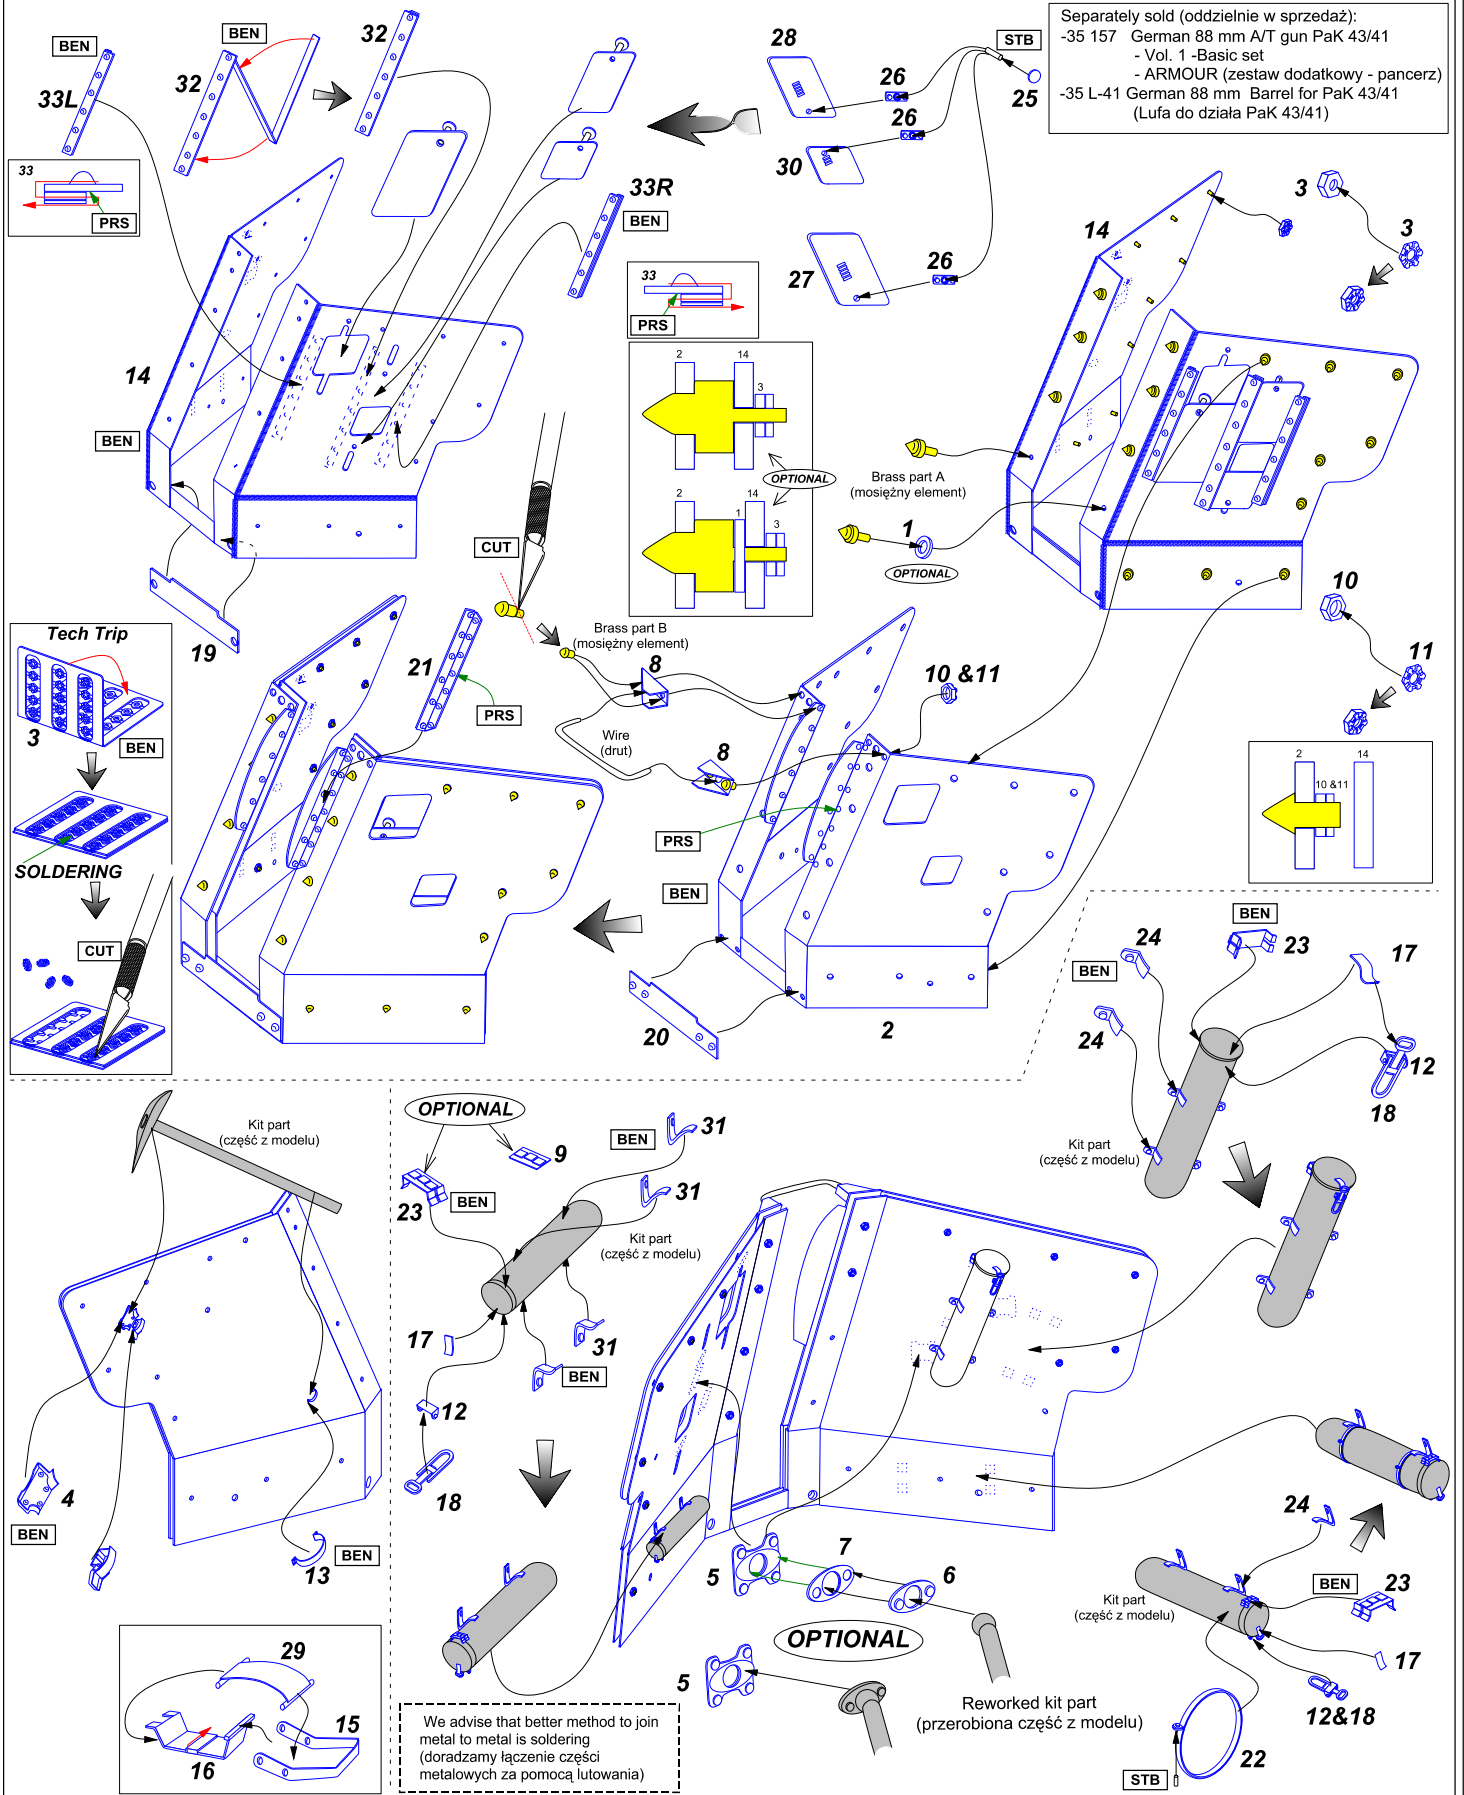 Separately sold (oddzielnie w sprzedaż):
-35 157 German 88 mm A/T gun PaK 43/41
- Vol. 1 -Basic set
- ARMOUR (zestaw dodatkowy - pancerz)
-35 L-41 German 88 mm Barrel for PaK 43/41
(Lufa do działa PaK 43/41)
BEN
33L
BEN
32
32
28
STB
26
25
26
30
33
PRS
33R
BEN
27
26
33
PRS
14
BEN
19
14
3
3
2
14
3
OPTIONAL
2
14
1
3
Brass part A
(mosiężny element)
1
OPTIONAL
CUT
Brass part B
(mosiężny element)
8
Wire
(drut)
8
10 &11
10
11
Tech Trip
3
BEN
SOLDERING
CUT
21
PRS
PRS
BEN
20
2
2
14
10 &11
24
BEN
24
BEN
23
17
12
18
Kit part
(część z modelu)
Kit part
(część z modelu)
4
BEN
13
BEN
29
15
16
OPTIONAL
9
23
BEN
BEN
31
31
Kit part
(część z modelu)
17
31
BEN
12
18
5
7
6
OPTIONAL
5
Reworked kit part
(przerobiona część z modelu)
We advise that better method to join
metal to metal is soldering
(doradzamy łączenie części
metalowych za pomocą lutowania)
24
BEN
23
Kit part
(część z modelu)
17
12&18
22
STB